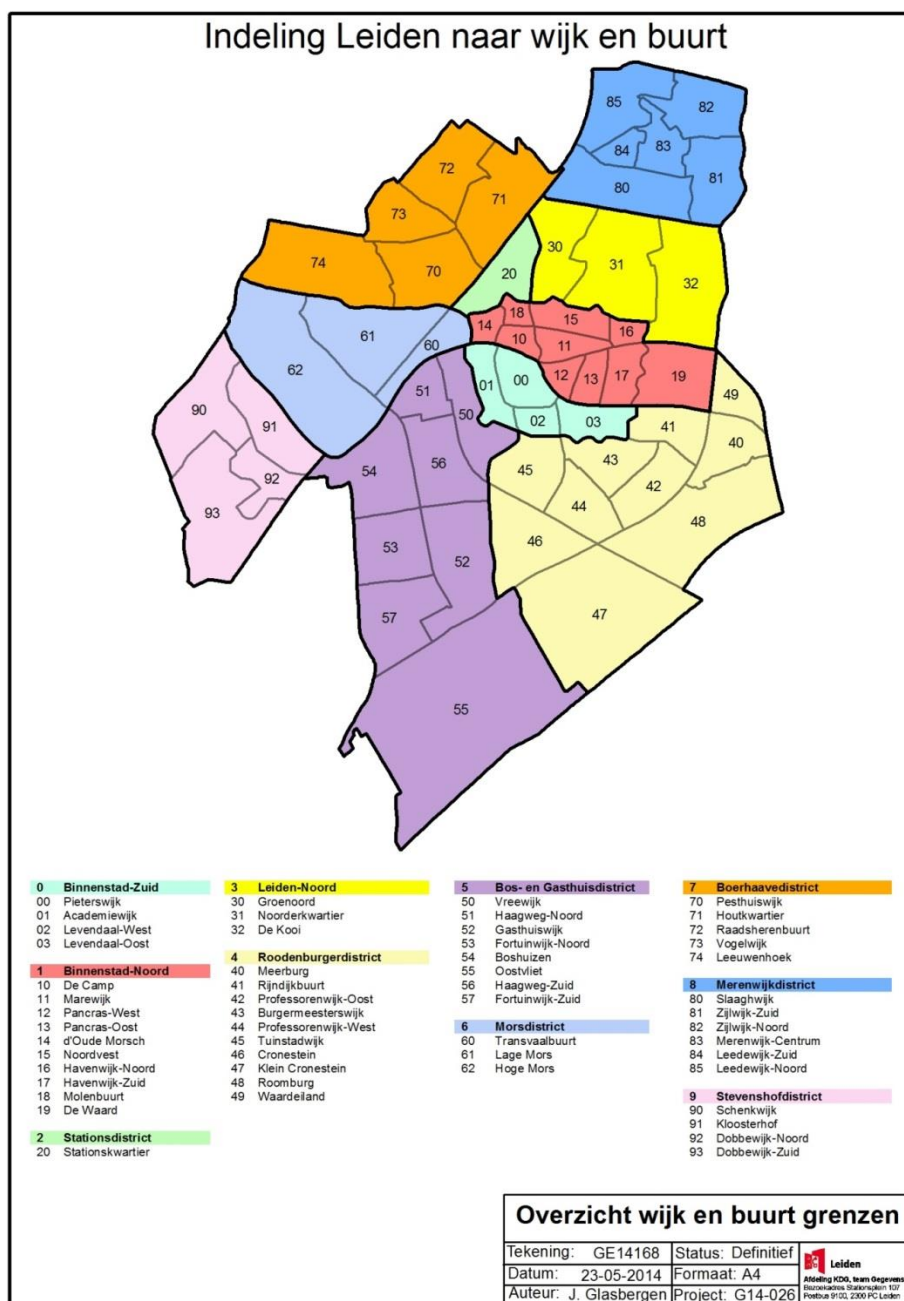 Indeling Leiden naar wijk en buurt
85
82
83
84
81
80
72
71
73
74
70
20
30
31
32
61
60
62
14
18
15
16
10
11
12
13
17
19
01
00
02
03
51
50
49
41
40
90
91
92
93
54
56
45
43
42
44
46
48
53
52
57
47
55
0 Binnenstad-Zuid
00 Pieterswijk
01 Academiewijk
02 Levendaal-West
03 Levendaal-Oost
1 Binnenstad-Noord
10 De Camp
11 Marewijk
12 Pancras-West
13 Pancras-Oost
14 d'Oude Morsch
15 Noordvest
16 Havenwijk-Noord
17 Havenwijk-Zuid
18 Molenbuurt
19 De Waard
2 Stationsdistrict
20 Stationskwartier
3 Leiden-Noord
30 Groenoord
31 Noorderkwartier
32 De Kooi
4 Roodenburgerdistrict
40 Meerburg
41 Rijndijkbuurt
42 Professorenwijk-Oost
43 Burgermeesterswijk
44 Professorenwijk-West
45 Tuinstadwijk
46 Cronestein
47 Klein Cronestein
48 Roomburg
49 Waardeiland
5 Bos- en Gasthuisdistrict
50 Vreewijk
51 Haagweg-Noord
52 Gasthuiswijk
53 Fortuinwijk-Noord
54 Boshuizen
55 Oostvliet
56 Haagweg-Zuid
57 Fortuinwijk-Zuid
6 Morsdistrict
60 Transvaalbuurt
61 Lage Mors
62 Hoge Mors
7 Boerhaavedistrict
70 Pesthuiswijk
71 Houtkwartier
72 Raadsherenbuurt
73 Vogelwijk
74 Leeuwenhoek
8 Merenwijkdistrict
80 Slaaghwijk
81 Zijlwijk-Zuid
82 Zijlwijk-Noord
83 Merenwijk-Centrum
84 Leedewijk-Zuid
85 Leedewijk-Noord
9 Stevenshofdistrict
90 Schenkwijk
91 Kloosterhof
92 Dobbewijk-Noord
93 Dobbewijk-Zuid
Overzicht wijk en buurt grenzen
Tekening: GE14168 Status: Definitief
Datum: 23-05-2014 Formaat: A4
Auteur: J. Glasbergen Project: G14-026
Leiden
Afdeling KDG, team Gegevens
Bezoekadres Stationsplein 107
Postbus 9100, 2300 PC Leiden